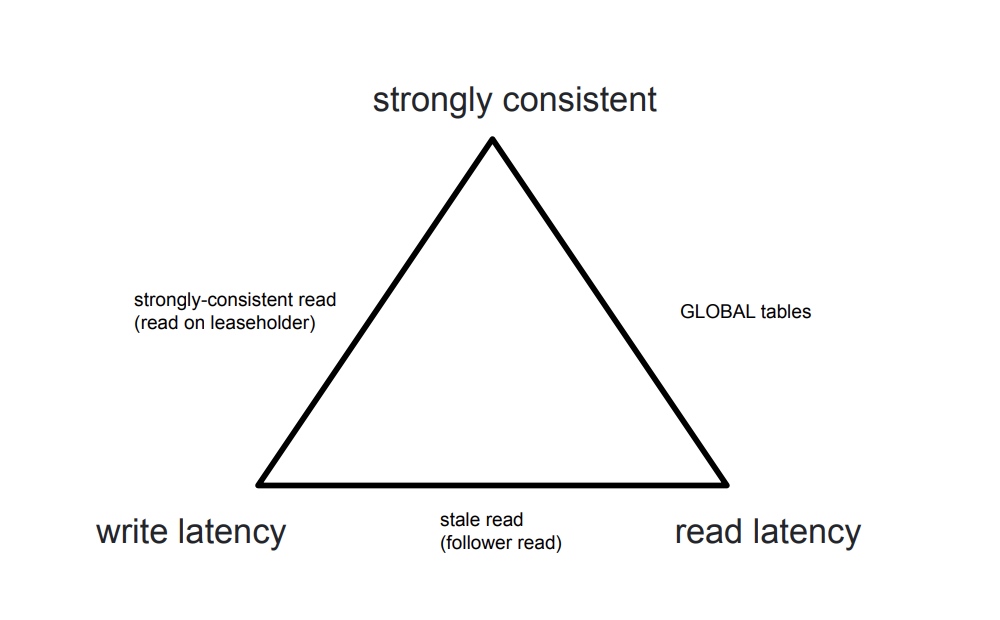 strongly consistent
strongly-consistent read
(read on leaseholder)
GLOBAL tables
write latency
stale read
(follower read)
read latency